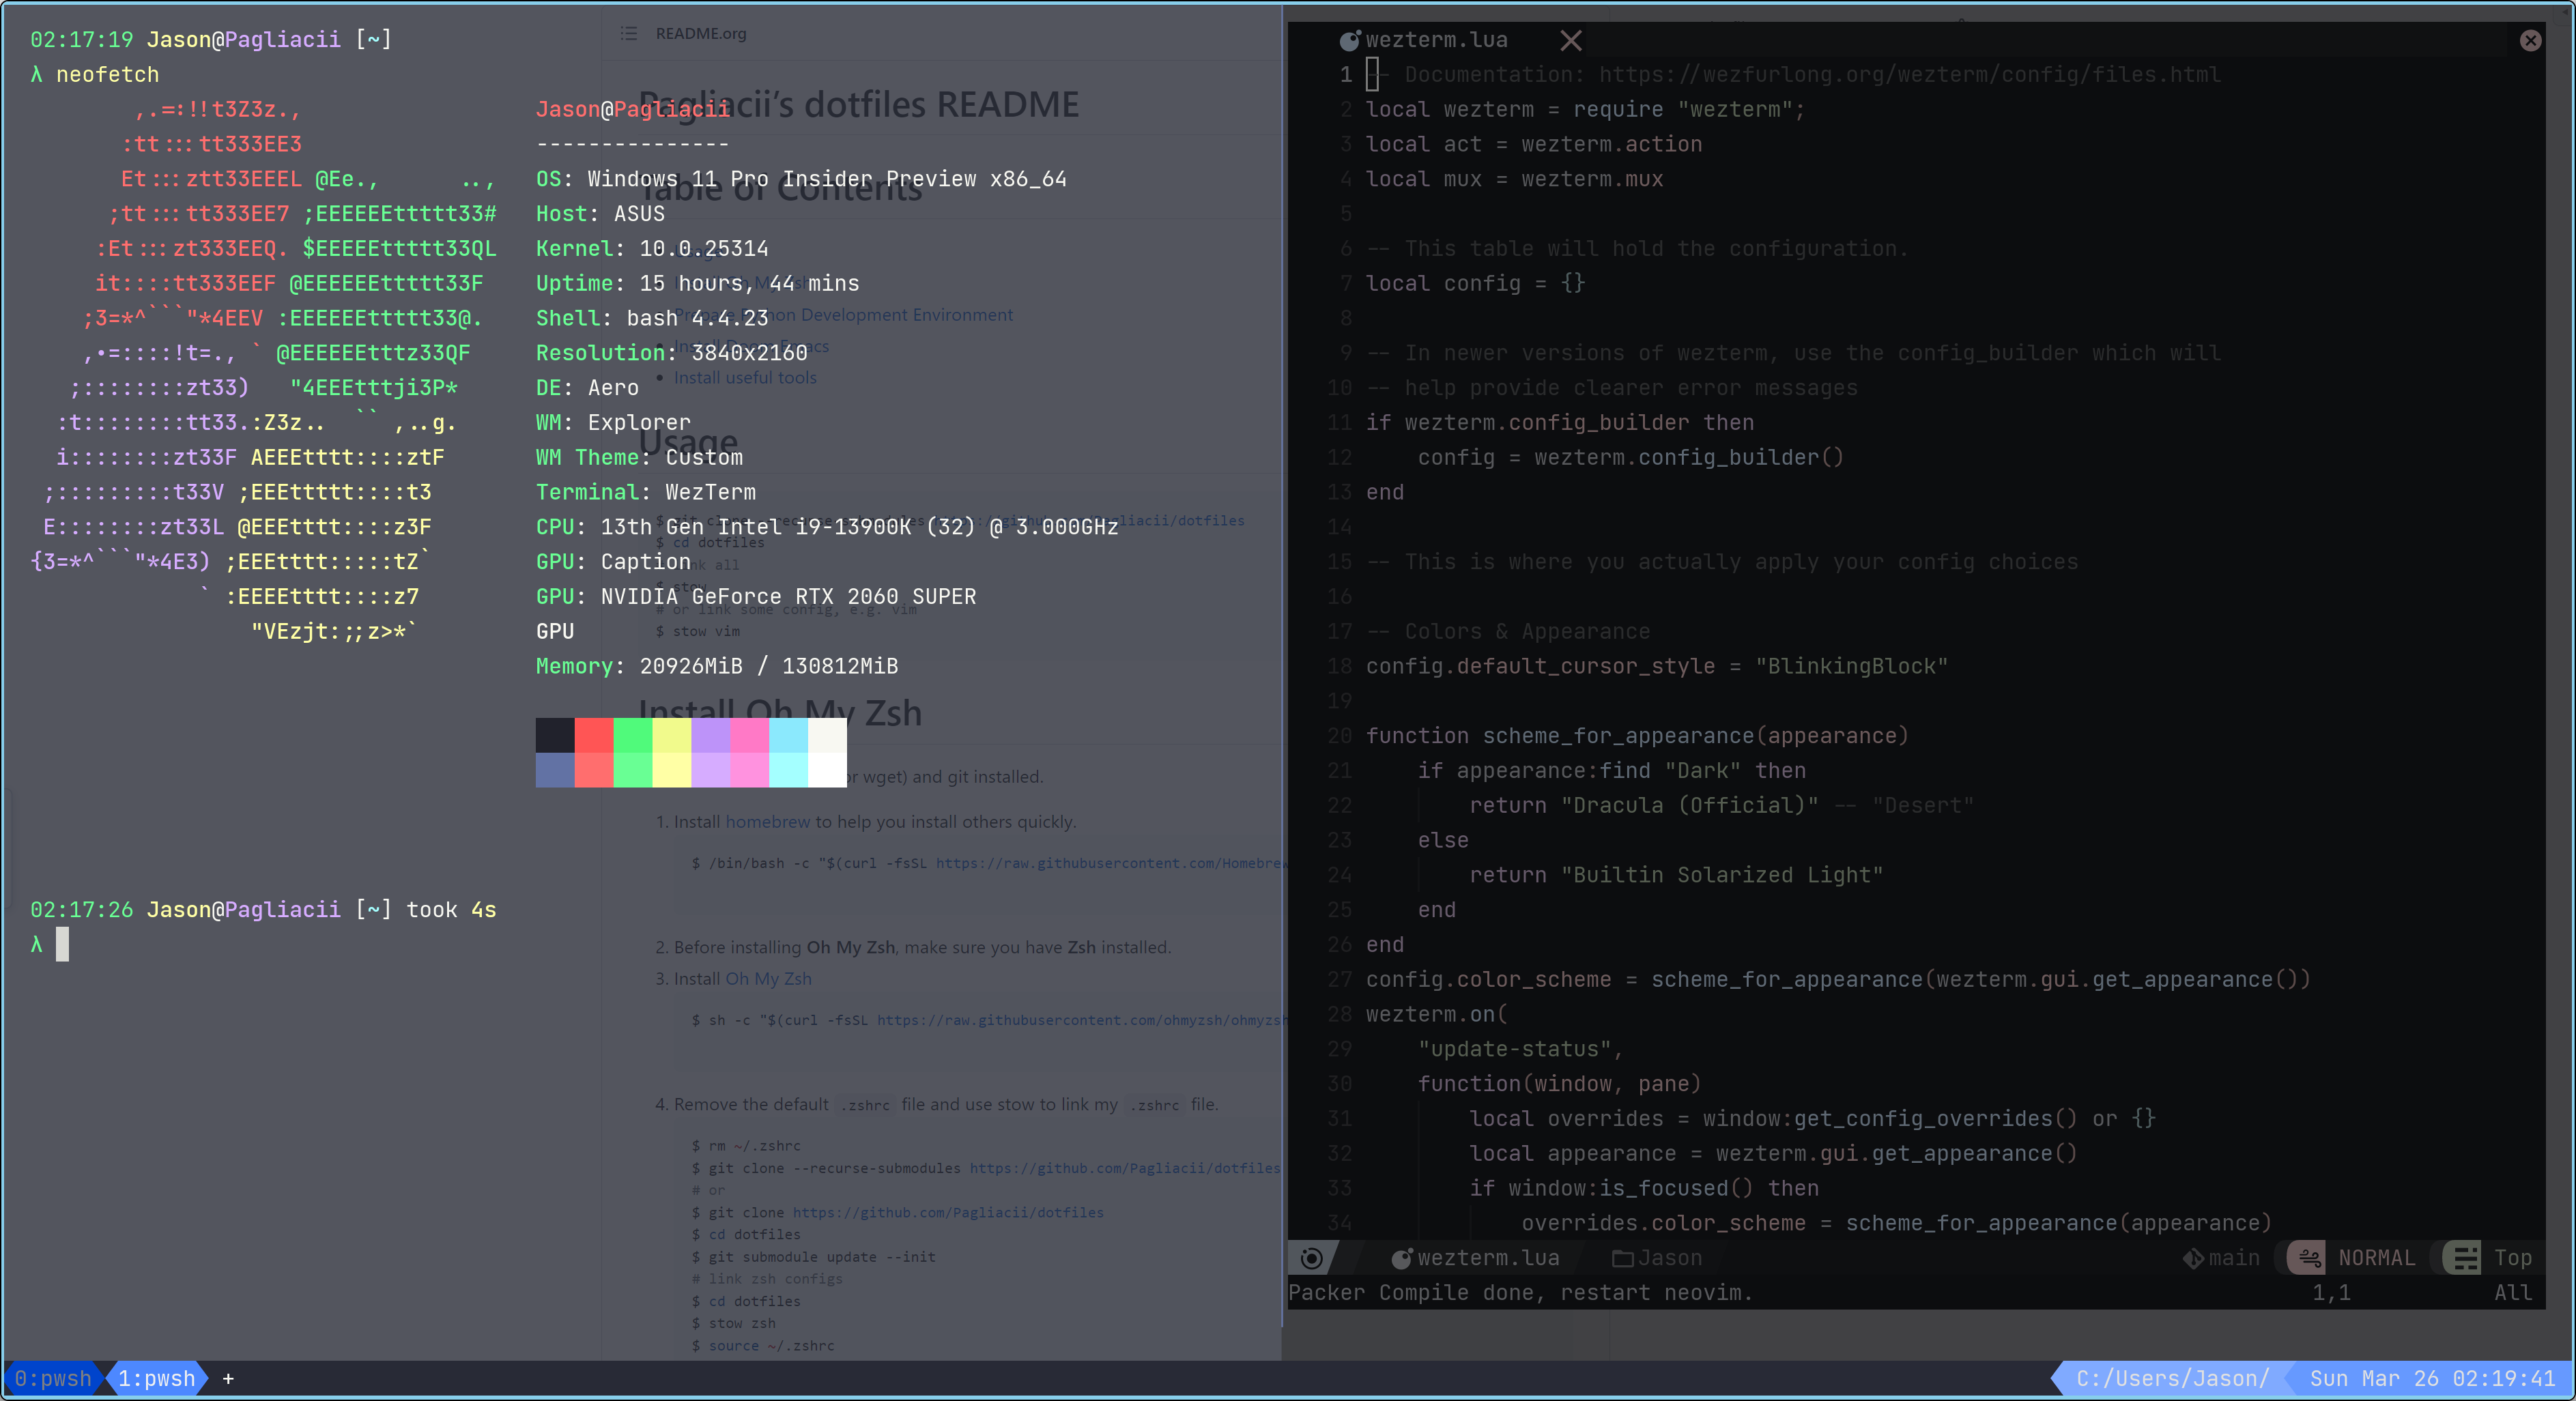 02:17:19 Jason@Pagliacii [~]
λ neofetch
,.=:!!t3Z3z.,
:tt:::tt333EE3
Et:::ztt33EEEL @Ee.,      ..,
;tt:::tt333EE7 ;EEEEEEttttt33#
:Et:::zt333EEQ. $EEEEEttttt33QL
it::::tt333EEF @EEEEEEttttt33F
;3=*^```"*4EEV :EEEEEEttttt33@.
,•=::::!t=., ` @EEEEEEtttz33QF
;::::::::zt33)   "4EEEtttji3P*
:t::::::::tt33.:Z3z..  `` ,..g.
i::::::::zt33F AEEEtttt::::ztF
;:::::::::t33V ;EEEttttt::::t3
E::::::::zt33L @EEEtttt::::z3F
{3=*^```"*4E3) ;EEEtttt:::::tZ`
` :EEEEtttt::::z7
"VEzjt:;;z>*`
Jason@Pagliacii
---------------
OS: Windows 11 Pro Insider Preview x86_64
Host: ASUS
Kernel: 10.0.25314
Uptime: 15 hours, 44 mins
Shell: bash 4.4.23
Resolution: 3840x2160
DE: Aero
WM: Explorer
WM Theme: Custom
Terminal: WezTerm
CPU: 13th Gen Intel i9-13900K (32) @ 3.000GHz
GPU: Caption
GPU: NVIDIA GeForce RTX 2060 SUPER
GPU
Memory: 20926MiB / 130812MiB
02:17:26 Jason@Pagliacii [~] took 4s
λ
README.org
Pagliacii’s dotfiles README
Table of Contents
Development Environment
Install useful tools
Usage
$ cd dotfiles
$ stow
# or link some config, e.g. vim
$ stow vim
Install Oh My Zsh
or wget) and git installed.
1. Install homebrew to help you install others quickly.
$ /bin/bash -c "$(curl -fsSL https://raw.githubusercontent.com/Homebrew
2. Before installing Oh My Zsh, make sure you have Zsh installed.
3. Install Oh My Zsh
$ sh -c "$(curl -fsSL https://raw.githubusercontent.com/ohmyzsh/ohmyzsh
4. Remove the default .zshrc file and use stow to link my .zshrc file.
$ rm ~/.zshrc
$ git clone --recurse-submodules https://github.com/Pagliacii/dotfiles
# or
$ git clone https://github.com/Pagliacii/dotfiles
$ cd dotfiles
$ git submodule update --init
# link zsh configs
$ cd dotfiles
$ stow zsh
$ source ~/.zshrc
wezterm.lua
1 -- Documentation: https://wezfurlong.org/wezterm/config/files.html
2 local wezterm = require "wezterm";
3 local act = wezterm.action
4 local mux = wezterm.mux
5
6 -- This table will hold the configuration.
7 local config = {}
8
9 -- In newer versions of wezterm, use the config_builder which will
10 -- help provide clearer error messages
11 if wezterm.config_builder then
12     config = wezterm.config_builder()
13 end
14
15 -- This is where you actually apply your config choices
16
17 -- Colors & Appearance
18 config.default_cursor_style = "BlinkingBlock"
19
20 function scheme_for_appearance(appearance)
21     if appearance:find "Dark" then
22         return "Dracula (Official)" -- "Desert"
23     else
24         return "Builtin Solarized Light"
25     end
26 end
27 config.color_scheme = scheme_for_appearance(wezterm.gui.get_appearance())
28 wezterm.on(
29     "update-status",
30     function(window, pane)
31         local overrides = window:get_config_overrides() or {}
32         local appearance = wezterm.gui.get_appearance()
33         if window:is_focused() then
34             overrides.color_scheme = scheme_for_appearance(appearance)
wezterm.lua Jason main NORMAL Top
Packer Compile done, restart neovim. 1,1 All
0:pwsh 1:pwsh + C:/Users/Jason/ Sun Mar 26 02:19:41